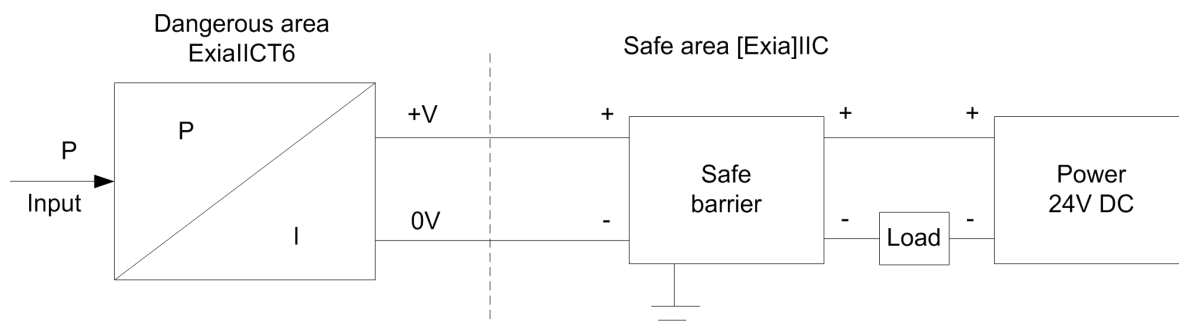 Dangerous area
ExiaIICT6
Safe area [Exia]IIC
P
Input
P
I
+V
0V
+
-
Safe
barrier
+
-
Load
+
-
Power
24V DC